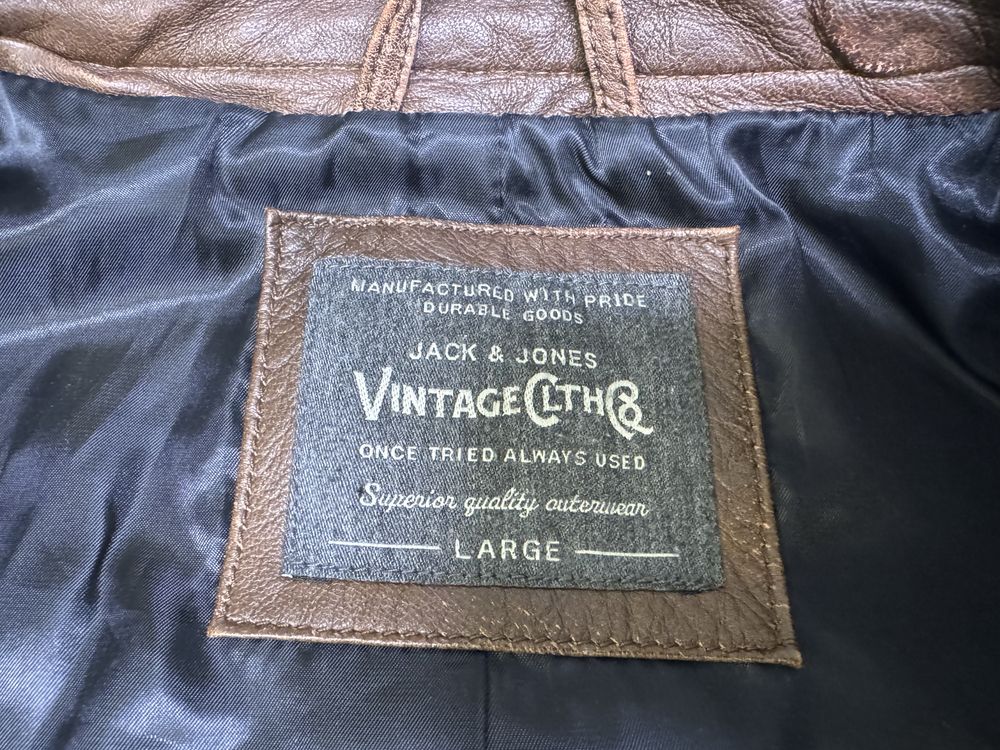 MANUFACTURED WITH PRIDE
DURABLE GOODS
JACK & JONES
VINTAGE CLTH Co
ONCE TRIED ALWAYS USED
Superior quality outerwear
LARGE